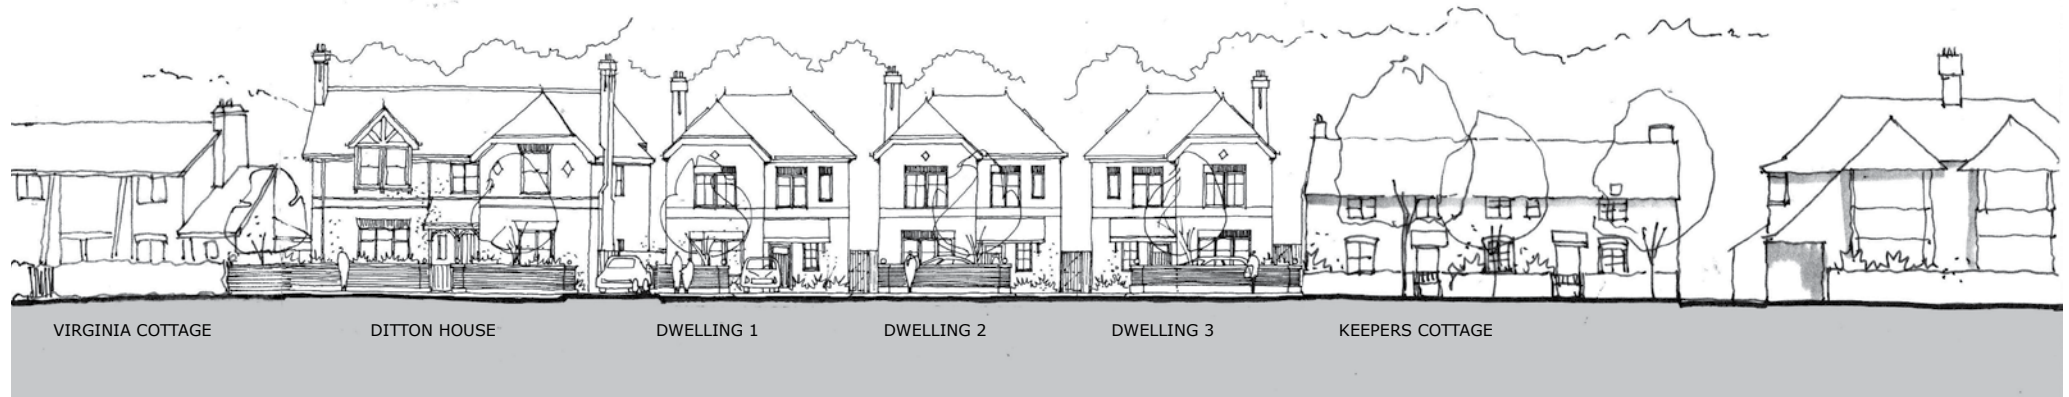 VIRGINIA COTTAGE
DITTON HOUSE
DWELLING 1
DWELLING 2
DWELLING 3
KEEPERS COTTAGE